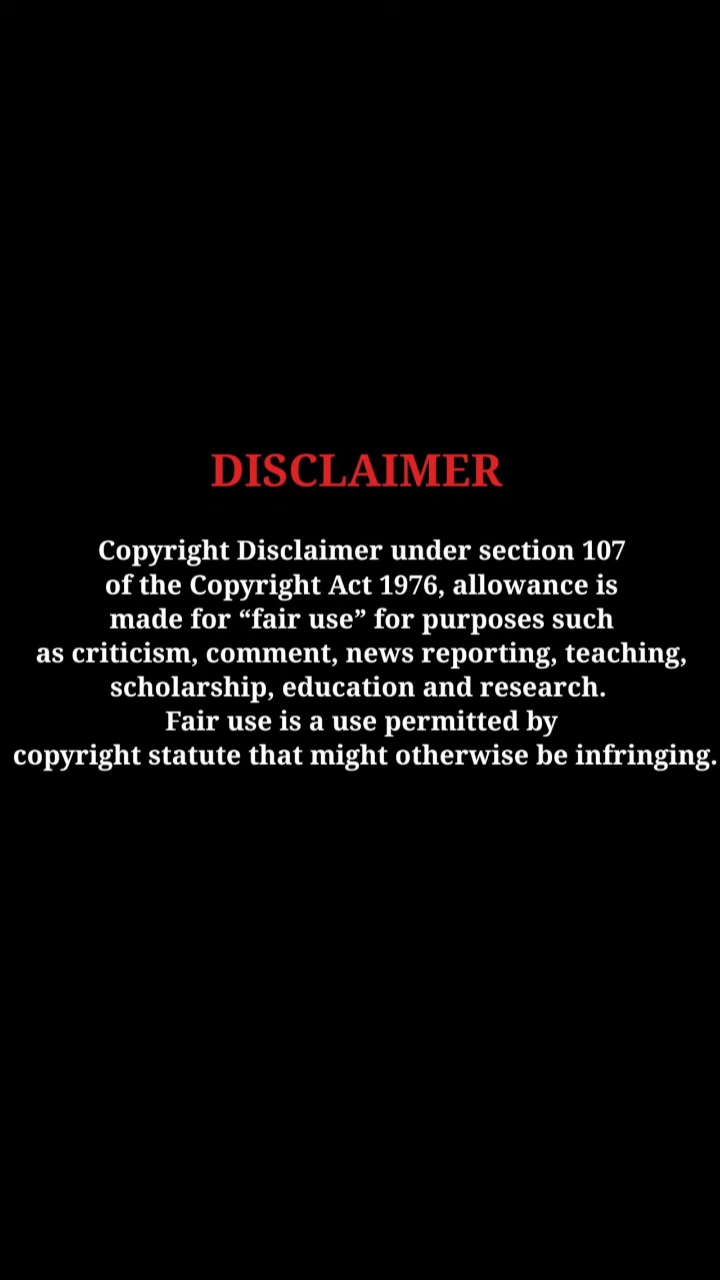 DISCLAIMER
Copyright Disclaimer under section 107
of the Copyright Act 1976, allowance is
made for “fair use” for purposes such
as criticism, comment, news reporting, teaching,
scholarship, education and research.
Fair use is a use permitted by
copyright statute that might otherwise be infringing.